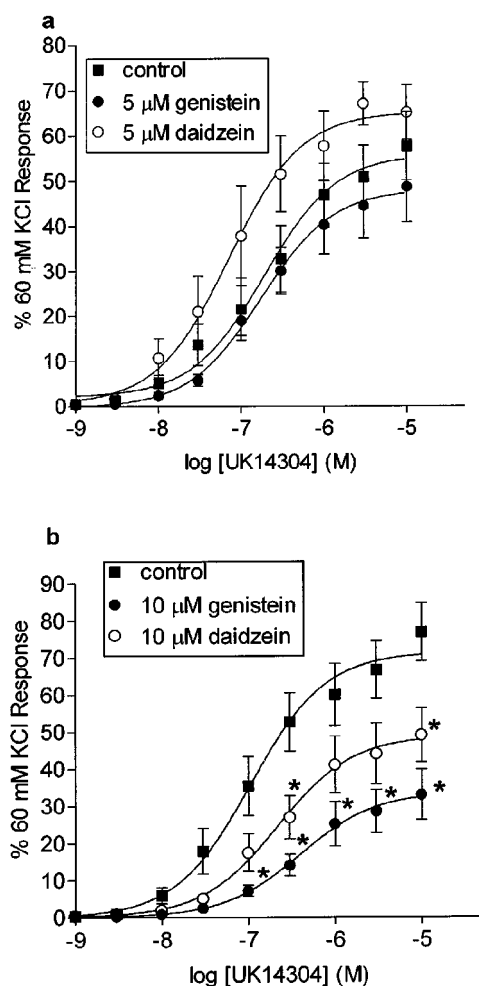 a
■ control
● 5 µM genistein
○ 5 µM daidzein
% 60 mM KCl Response
80
70
60
50
40
30
20
10
0
-9 -8 -7 -6 -5
log [UK14304] (M)
b
■ control
● 10 µM genistein
○ 10 µM daidzein
% 60 mM KCl Response
90
80
70
60
50
40
30
20
10
0
* * * * * * *
-9 -8 -7 -6 -5
log [UK14304] (M)